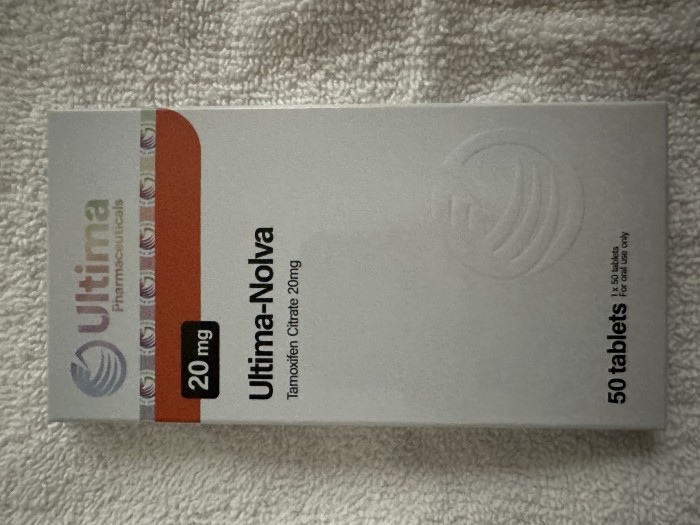 Ultima
Pharmaceuticals
20 mg
Ultima-Nolva
Tamoxifen Citrate 20mg
50 tablets
1 x 50 tablets
For oral use only